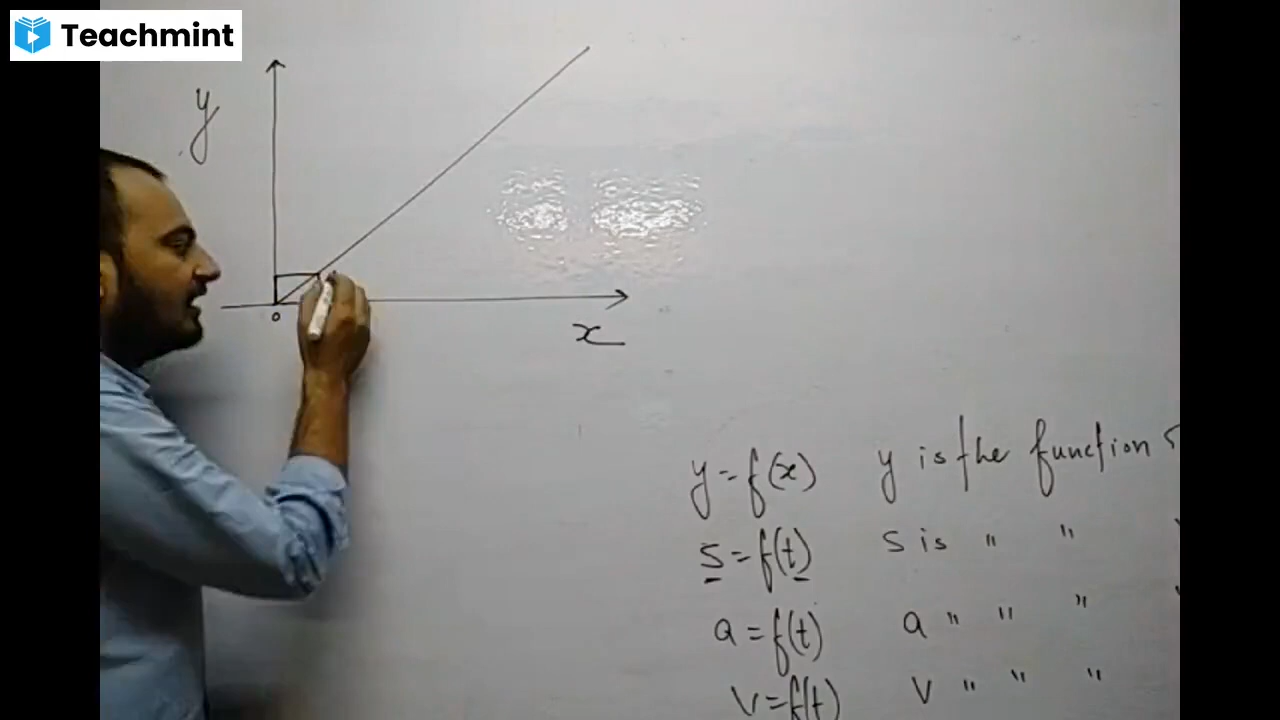 Teachmint
y
o
x
y = f(x) y is the function
s = f(t) s is " "
a = f(t) a " " "
v = f(t) v " " "